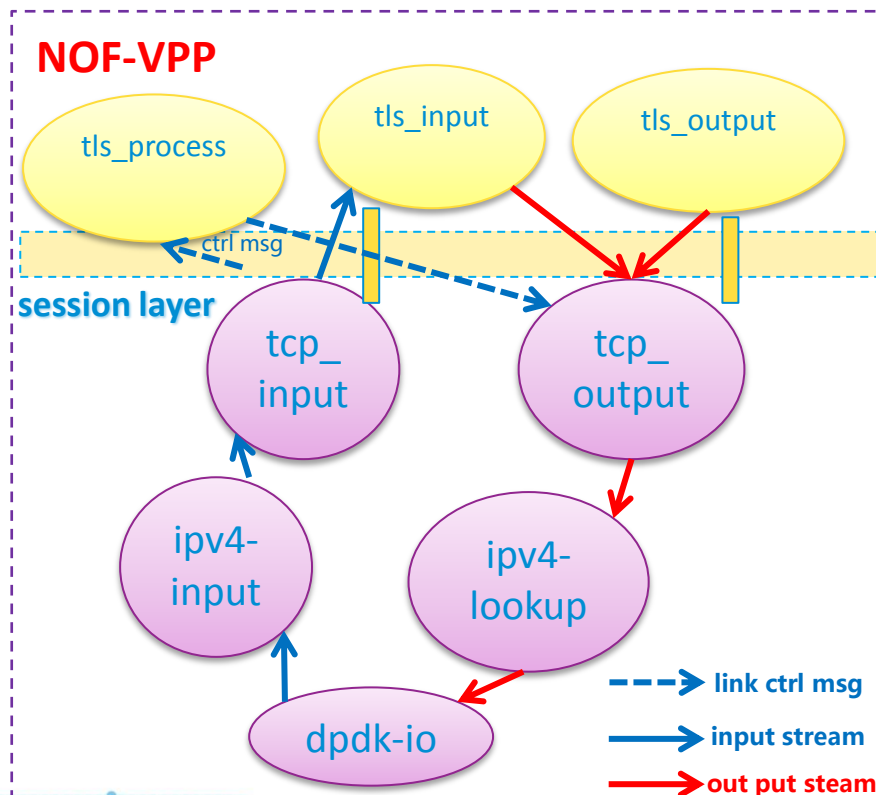 NOF-VPP
tls_process
tls_input
tls_output
ctrl msg
session layer
tcp_
input
tcp_
output
ipv4-
input
ipv4-
lookup
dpdk-io
link ctrl msg
input stream
out put steam